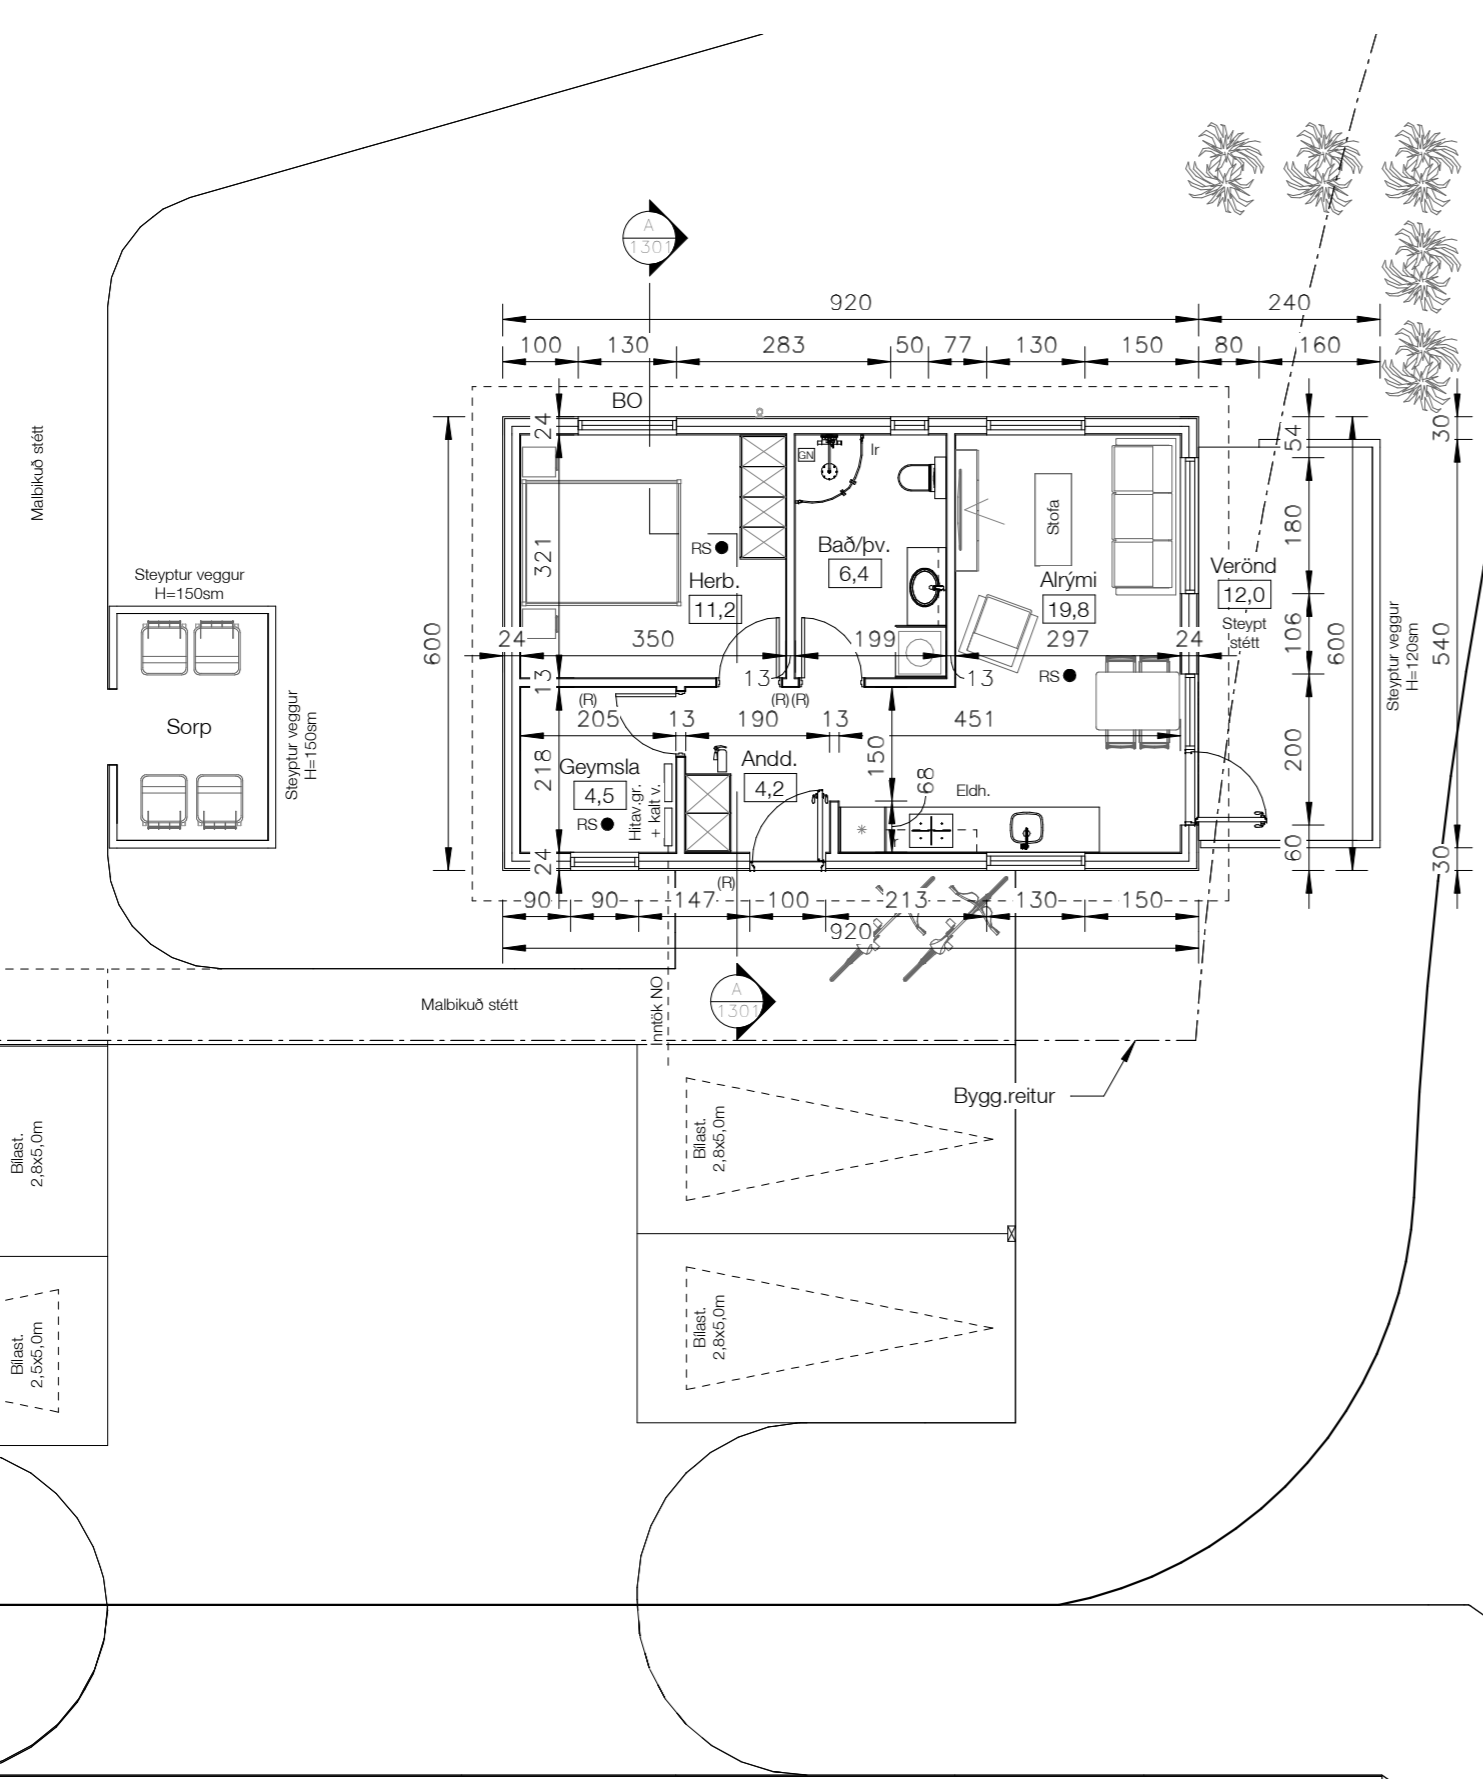 A
1301
920
240
100
130
283
50
77
130
150
80
160
BO
24
54
30
Malbikuð stétt
GN
Ir
Stofa
180
321
RS
Bað/þv.
6,4
Herb.
11,2
Alrými
19,8
Verönd
12,0
Steypt
stétt
Steyptur veggur
H=150sm
600
24
350
199
297
24
106
600
540
Steyptur veggur
H=120sm
13
13
13
RS
(R)
(R)
(R)
205
13
190
13
451
150
200
Sorp
Steyptur veggur
H=150sm
218
Geymsla
4,5
RS
Hitav.gr.
+ kalt v.
Andd.
4,2
68
Eldh.
24
60
30
(R)
90
90
147
100
213
130
150
920
A
1301
Malbikuð stétt
nntök NO
Bygg.reitur
Bílast.
2,8x5,0m
Bílast.
2,8x5,0m
Bílast.
2,5x5,0m
Bílast.
2,8x5,0m